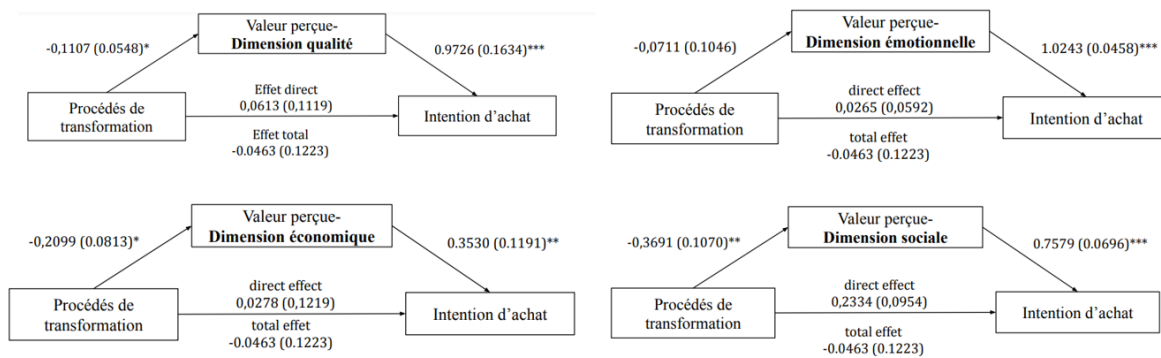 Valeur perçue-
Dimension qualité
-0,1107 (0.0548)*
0.9726 (0.1634)***
Procédés de
transformation
Effet direct
0,0613 (0,1119)
Effet total
-0.0463 (0.1223)
Intention d'achat
Valeur perçue-
Dimension émotionnelle
-0,0711 (0.1046)
1.0243 (0.0458)***
Procédés de
transformation
direct effect
0,0265 (0,0592)
total effet
-0.0463 (0.1223)
Intention d'achat
Valeur perçue-
Dimension économique
-0,2099 (0.0813)*
0.3530 (0.1191)**
Procédés de
transformation
direct effect
0,0278 (0,1219)
total effet
-0.0463 (0.1223)
Intention d'achat
Valeur perçue-
Dimension sociale
-0,3691 (0.1070)**
0.7579 (0.0696)***
Procédés de
transformation
direct effect
0,2334 (0,0954)
total effet
-0.0463 (0.1223)
Intention d'achat